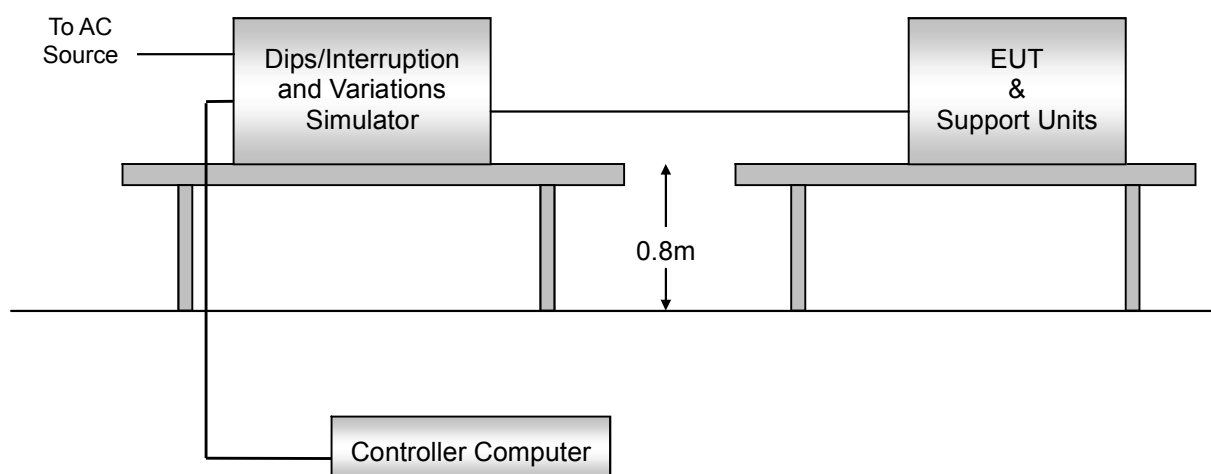 To AC
Source
Dips/Interruption
and Variations
Simulator
EUT
&
Support Units
0.8m
Controller Computer